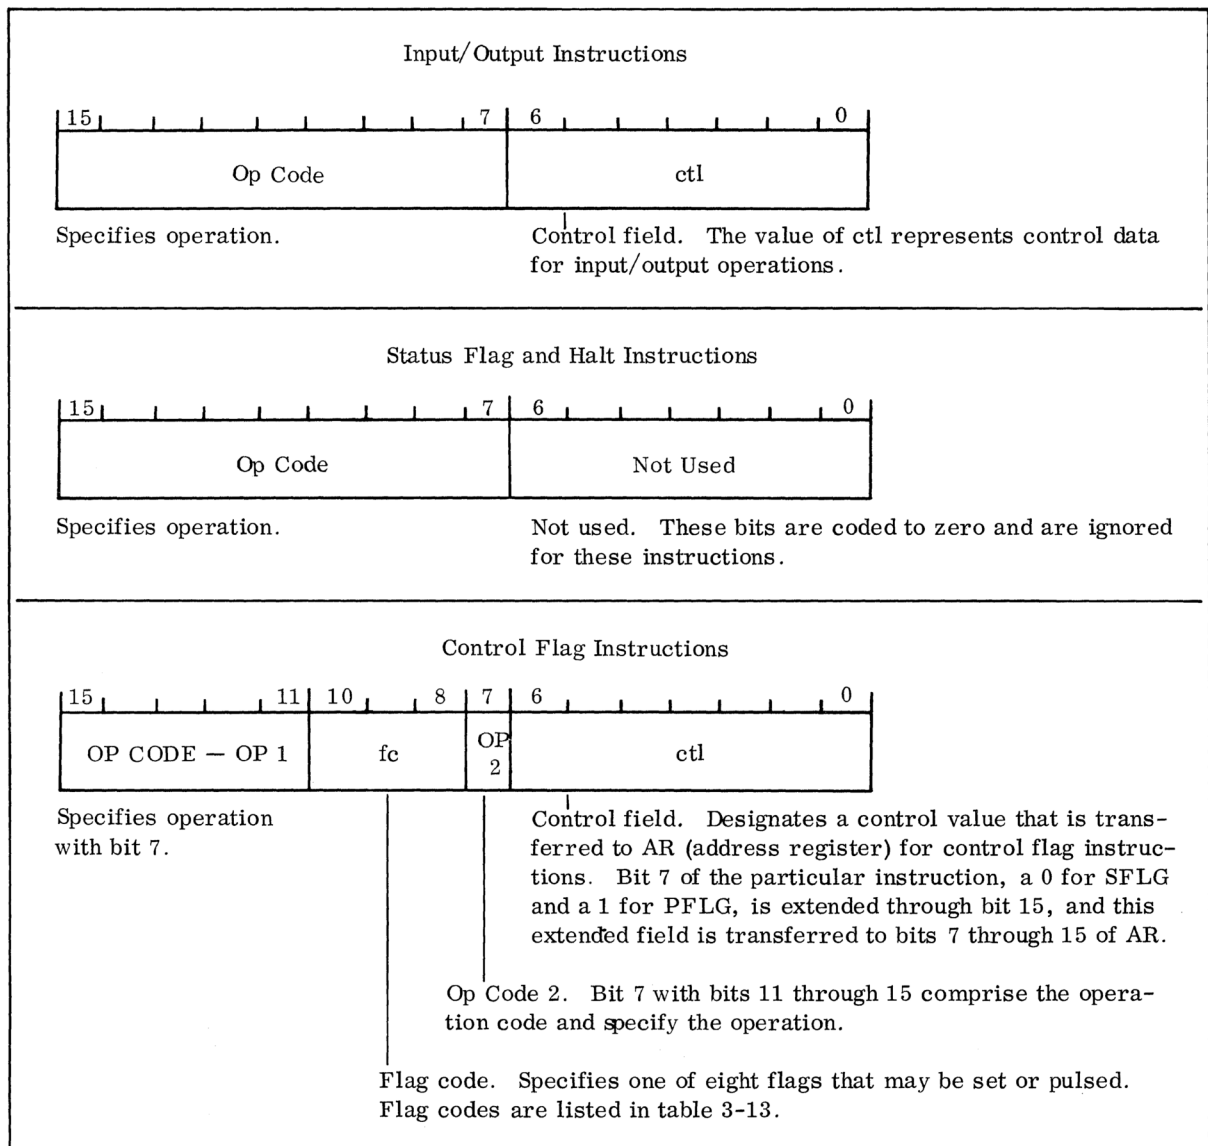 Input/Output Instructions
15 7 6 0
Op Code ctl
Specifies operation.
Control field. The value of ctl represents control data
for input/output operations.
Status Flag and Halt Instructions
15 7 6 0
Op Code Not Used
Specifies operation.
Not used. These bits are coded to zero and are ignored
for these instructions.
Control Flag Instructions
15 11 10 8 7 6 0
OP CODE — OP 1 fc OP 2 ctl
Specifies operation
with bit 7.
Control field. Designates a control value that is trans-
ferred to AR (address register) for control flag instruc-
tions. Bit 7 of the particular instruction, a 0 for SFLG
and a 1 for PFLG, is extended through bit 15, and this
extended field is transferred to bits 7 through 15 of AR.
Op Code 2. Bit 7 with bits 11 through 15 comprise the opera-
tion code and specify the operation.
Flag code. Specifies one of eight flags that may be set or pulsed.
Flag codes are listed in table 3-13.